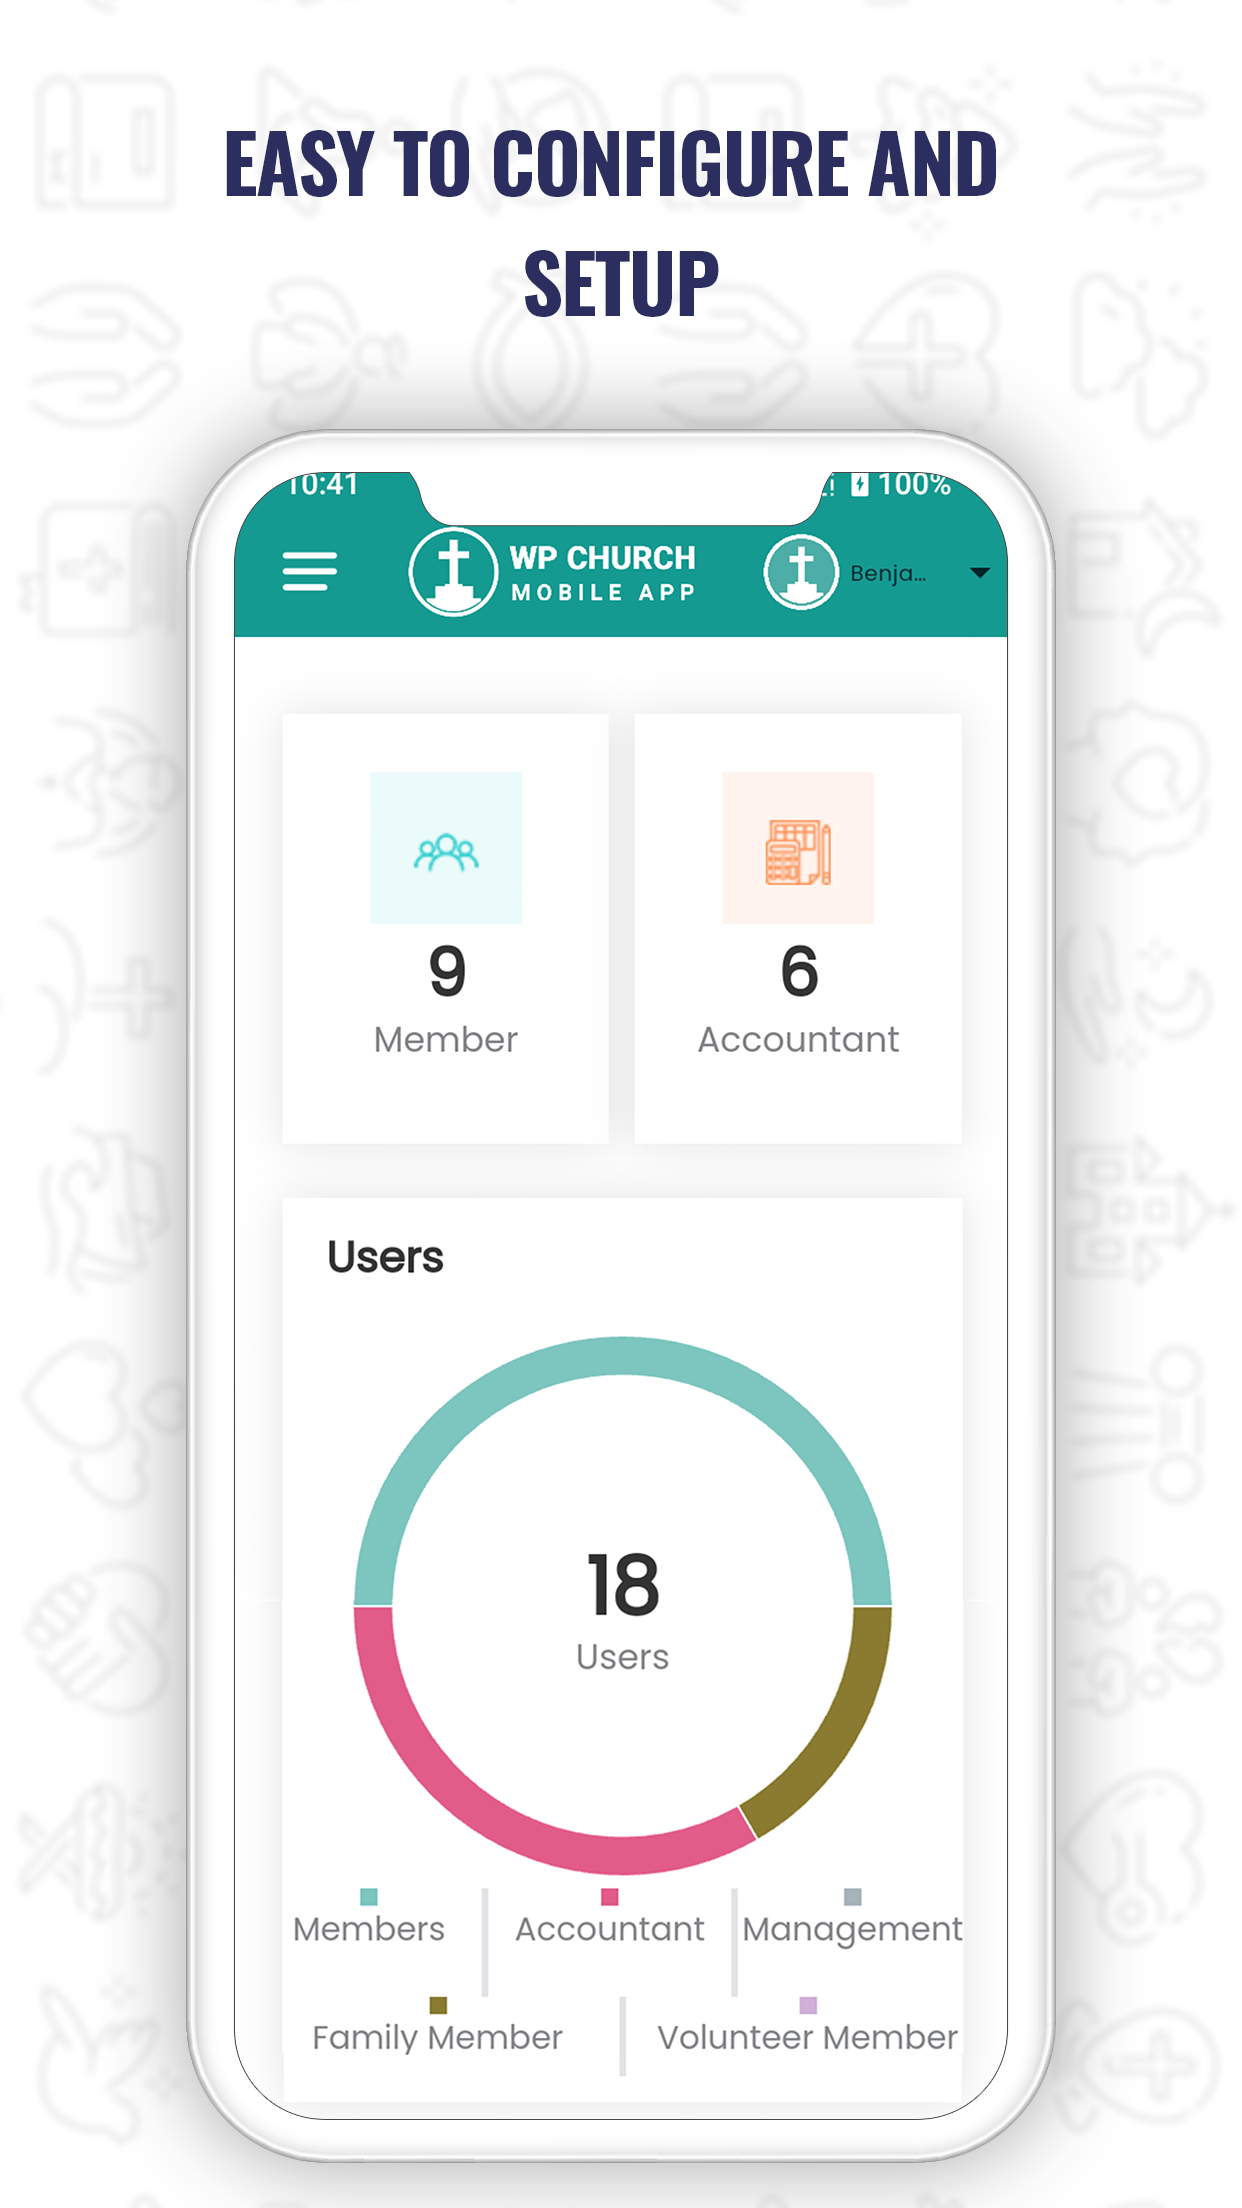 EASY TO CONFIGURE AND
SETUP
10:41
100%
WP CHURCH
MOBILE APP
Benja...
9
6
Member
Accountant
Users
18
Users
Members
Accountant
Management
Family Member
Volunteer Member